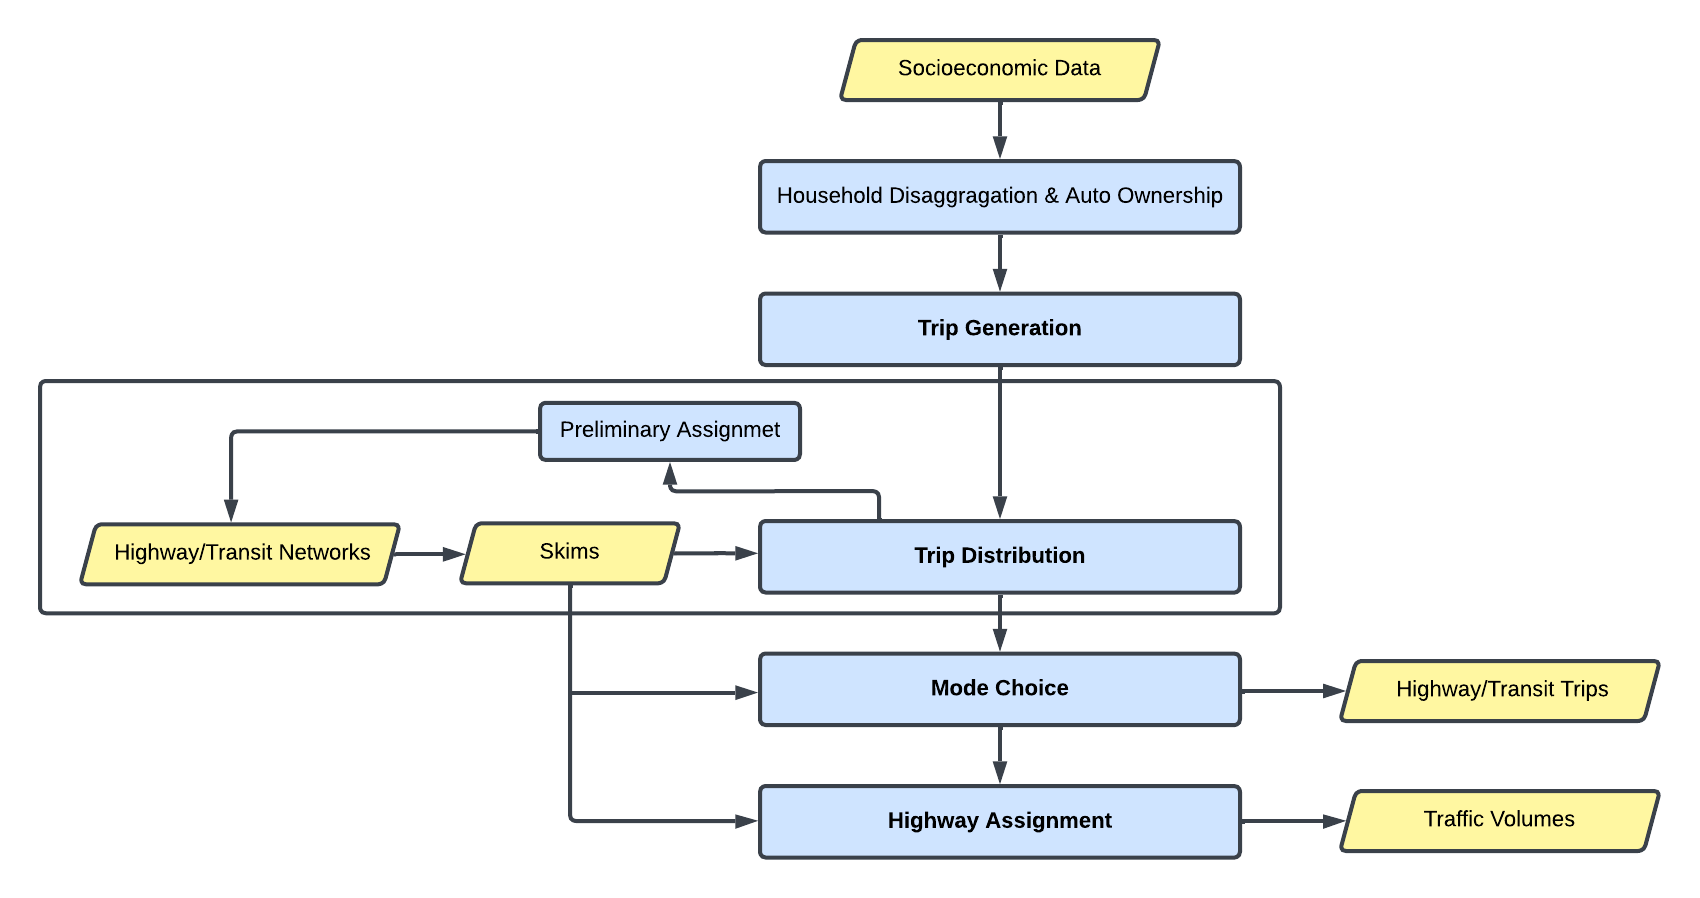 Socioeconomic Data
Household Disaggragation & Auto Ownership
Trip Generation
Preliminary Assignmet
Highway/Transit Networks
Skims
Trip Distribution
Mode Choice
Highway/Transit Trips
Highway Assignment
Traffic Volumes